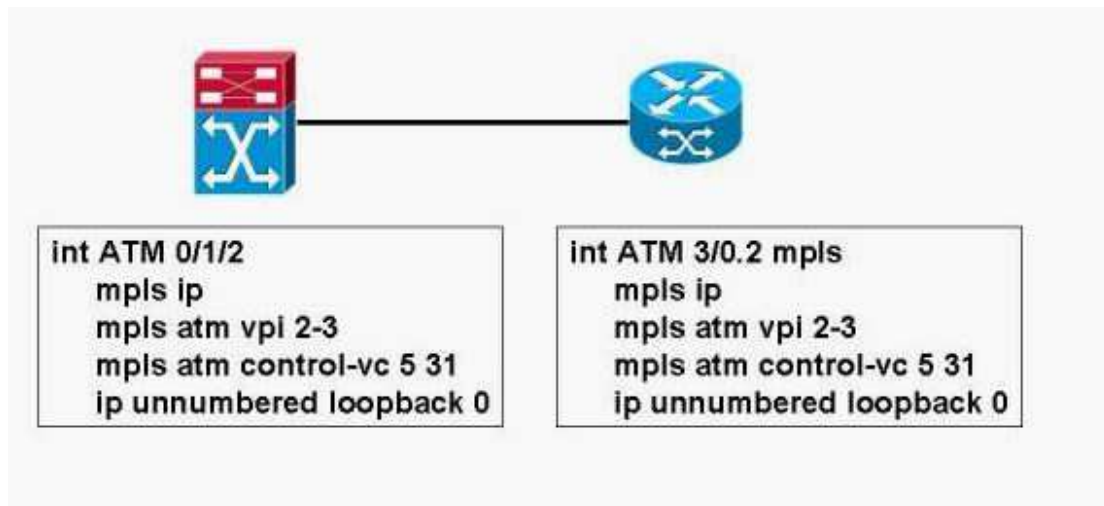 int ATM 0/1/2
mpls ip
mpls atm vpi 2-3
mpls atm control-vc 5 31
ip unnumbered loopback 0
int ATM 3/0.2 mpls
mpls ip
mpls atm vpi 2-3
mpls atm control-vc 5 31
ip unnumbered loopback 0